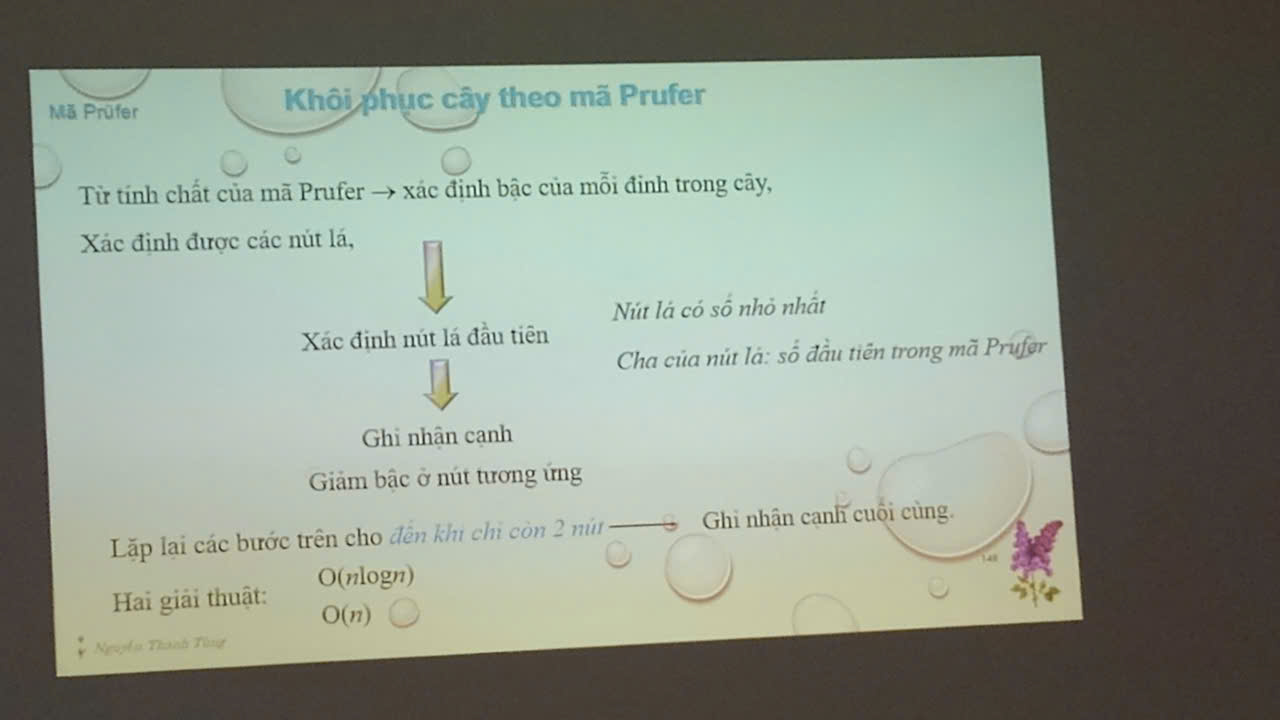 Mã Prüfer
Khôi phục cây theo mã Prufer
Từ tính chất của mã Prufer → xác định bậc của mỗi đỉnh trong cây,
Xác định được các nút lá,
Xác định nút lá đầu tiên
Nút lá có số nhỏ nhất
Cha của nút lá: số đầu tiên trong mã Prufer
Ghi nhận cạnh
Giảm bậc ở nút tương ứng
Lặp lại các bước trên cho đến khi chỉ còn 2 nút
Ghi nhận cạnh cuối cùng.
Hai giải thuật:
O(nlogn)
O(n)
148
Nguyễn Thanh Tùng